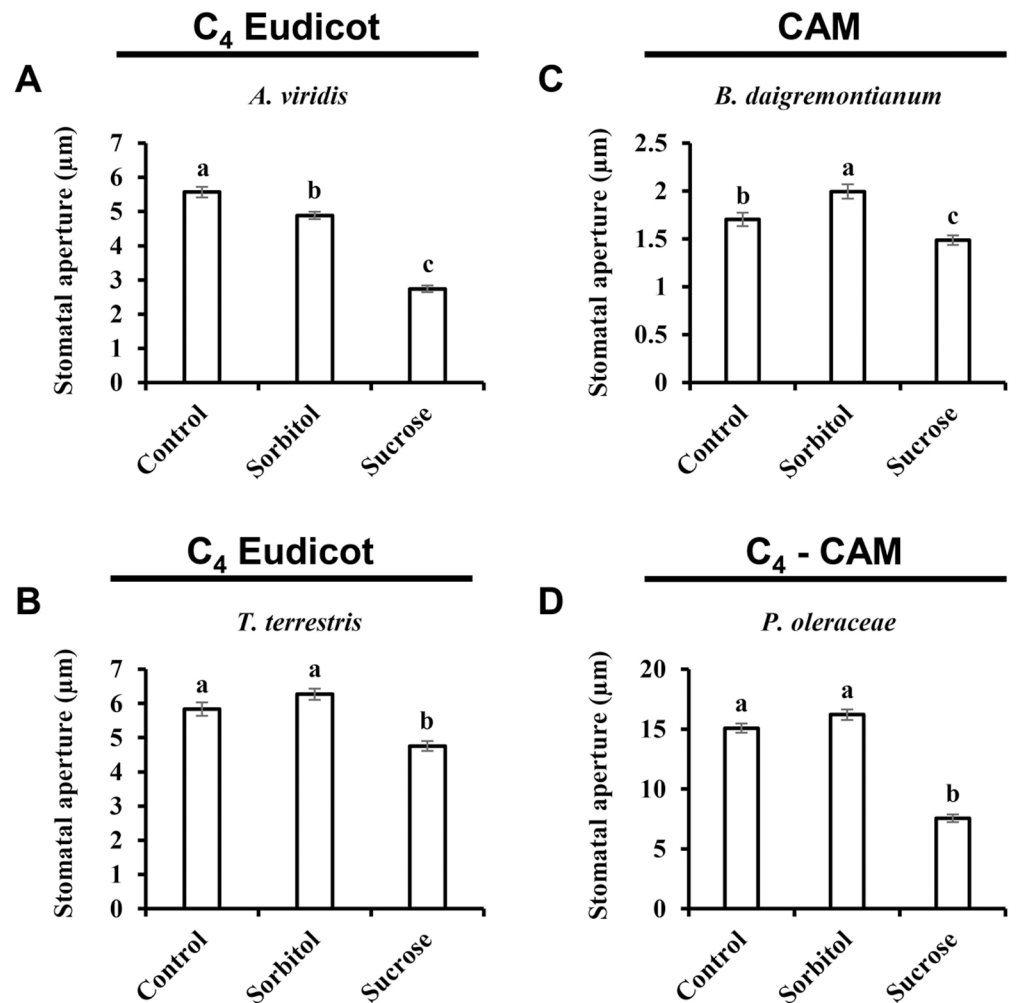 C₄ Eudicot
A
A. viridis
Stomatal aperture (µm)
7
6
5
4
3
2
1
0
a
b
c
Control
Sorbitol
Sucrose
CAM
C
B. daigremontianum
Stomatal aperture (µm)
2.5
2
1.5
1
0.5
0
b
a
c
Control
Sorbitol
Sucrose
C₄ Eudicot
B
T. terrestris
Stomatal aperture (µm)
7
6
5
4
3
2
1
0
a
a
b
Control
Sorbitol
Sucrose
C₄ - CAM
D
P. oleraceae
Stomatal aperture (µm)
20
15
10
5
0
a
a
b
Control
Sorbitol
Sucrose